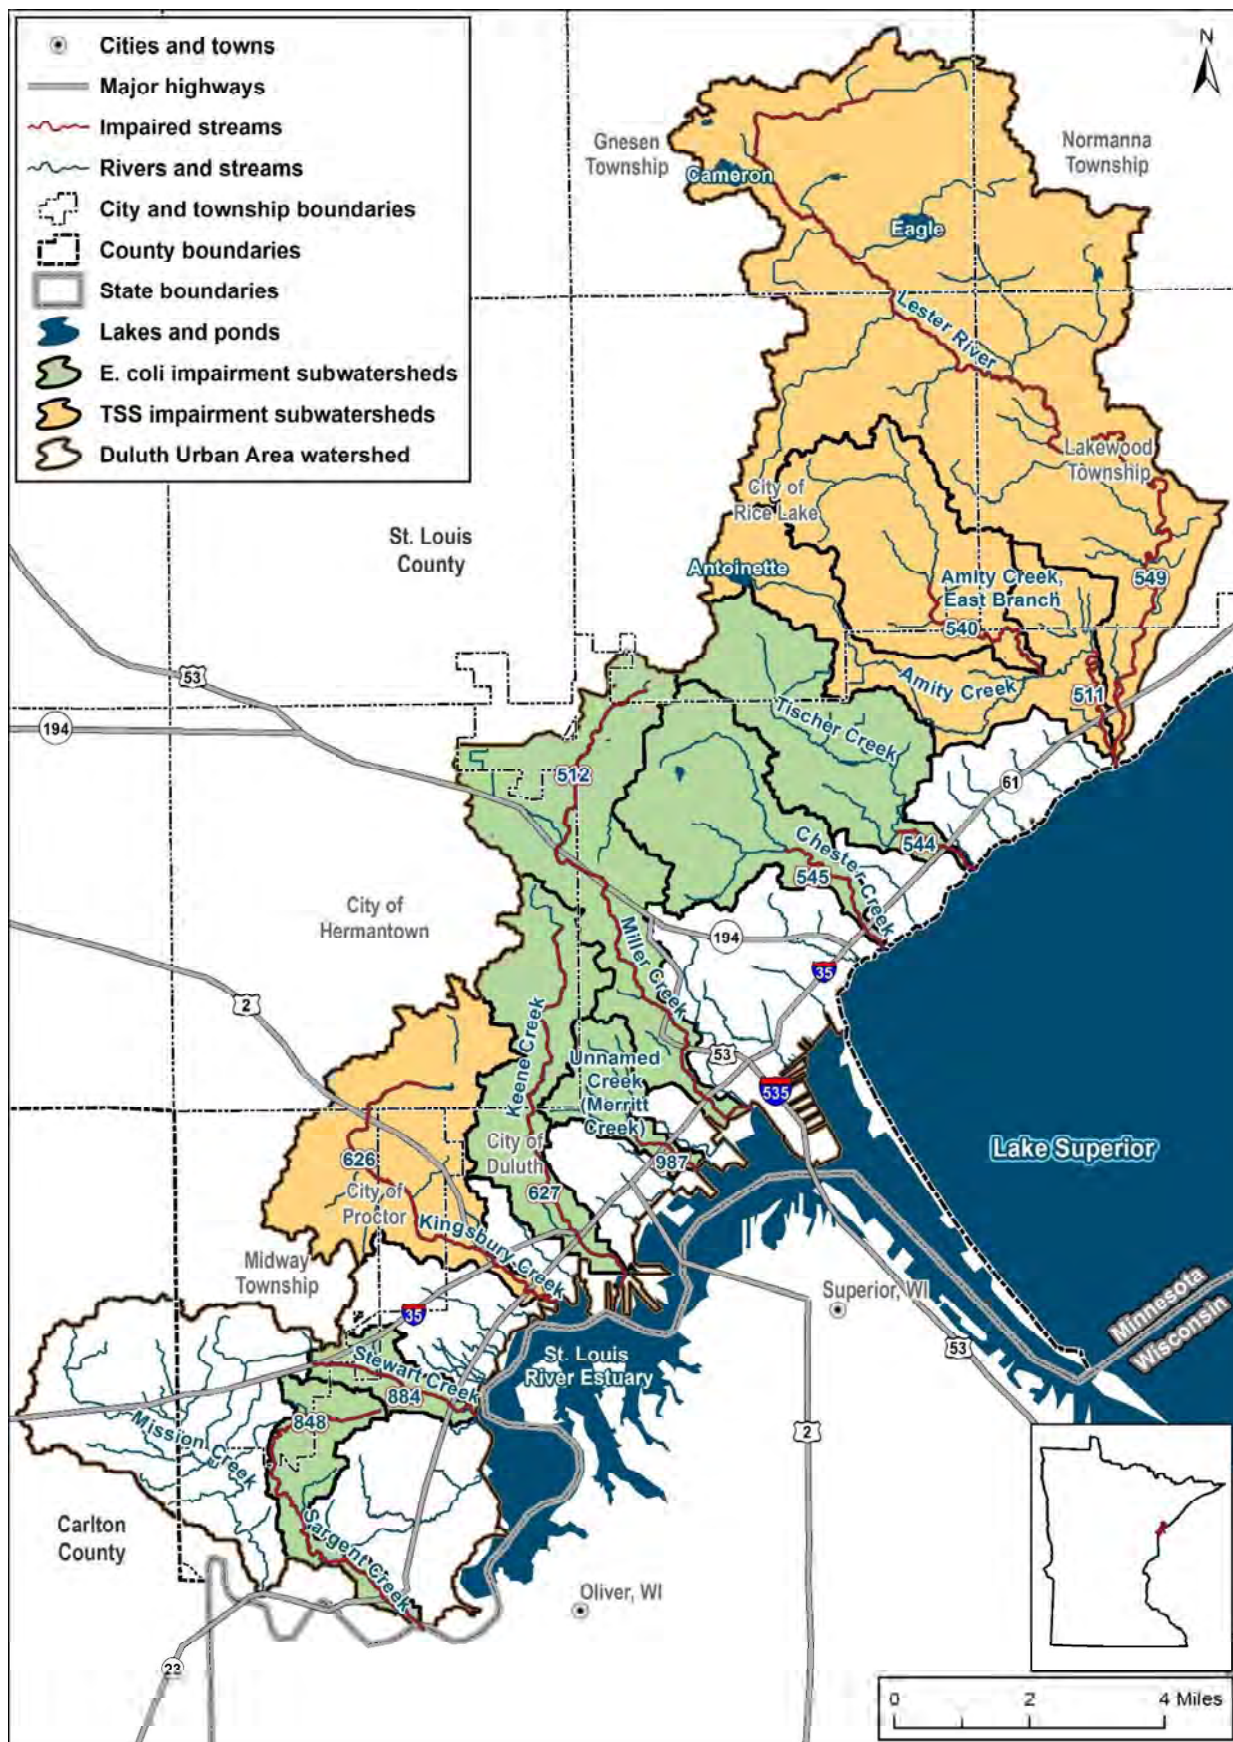 Cities and towns
Major highways
Impaired streams
Rivers and streams
City and township boundaries
County boundaries
State boundaries
Lakes and ponds
E. coli impairment subwatersheds
TSS impairment subwatersheds
Duluth Urban Area watershed
N
Gnesen
Township
Normanna
Township
Cameron
Eagle
Lester River
Lakewood
Township
City of
Rice Lake
St. Louis
County
Antoinette
Amity Creek,
East Branch
549
540
53
Amity Creek
511
194
Tischer Creek
512
61
544
Chester Creek
545
City of
Hermantown
Miller Creek
194
35
2
Keene Creek
53
Unnamed
Creek
(Merritt
Creek)
535
City of
Duluth
Lake Superior
626
987
627
City of
Proctor
Kingsbury Creek
Midway
Township
Superior, WI
Minnesota
Wisconsin
35
53
St. Louis
River Estuary
Stewart Creek
884
848
2
Mission Creek
Sargent Creek
Carlton
County
Oliver, WI
23
0 2 4 Miles